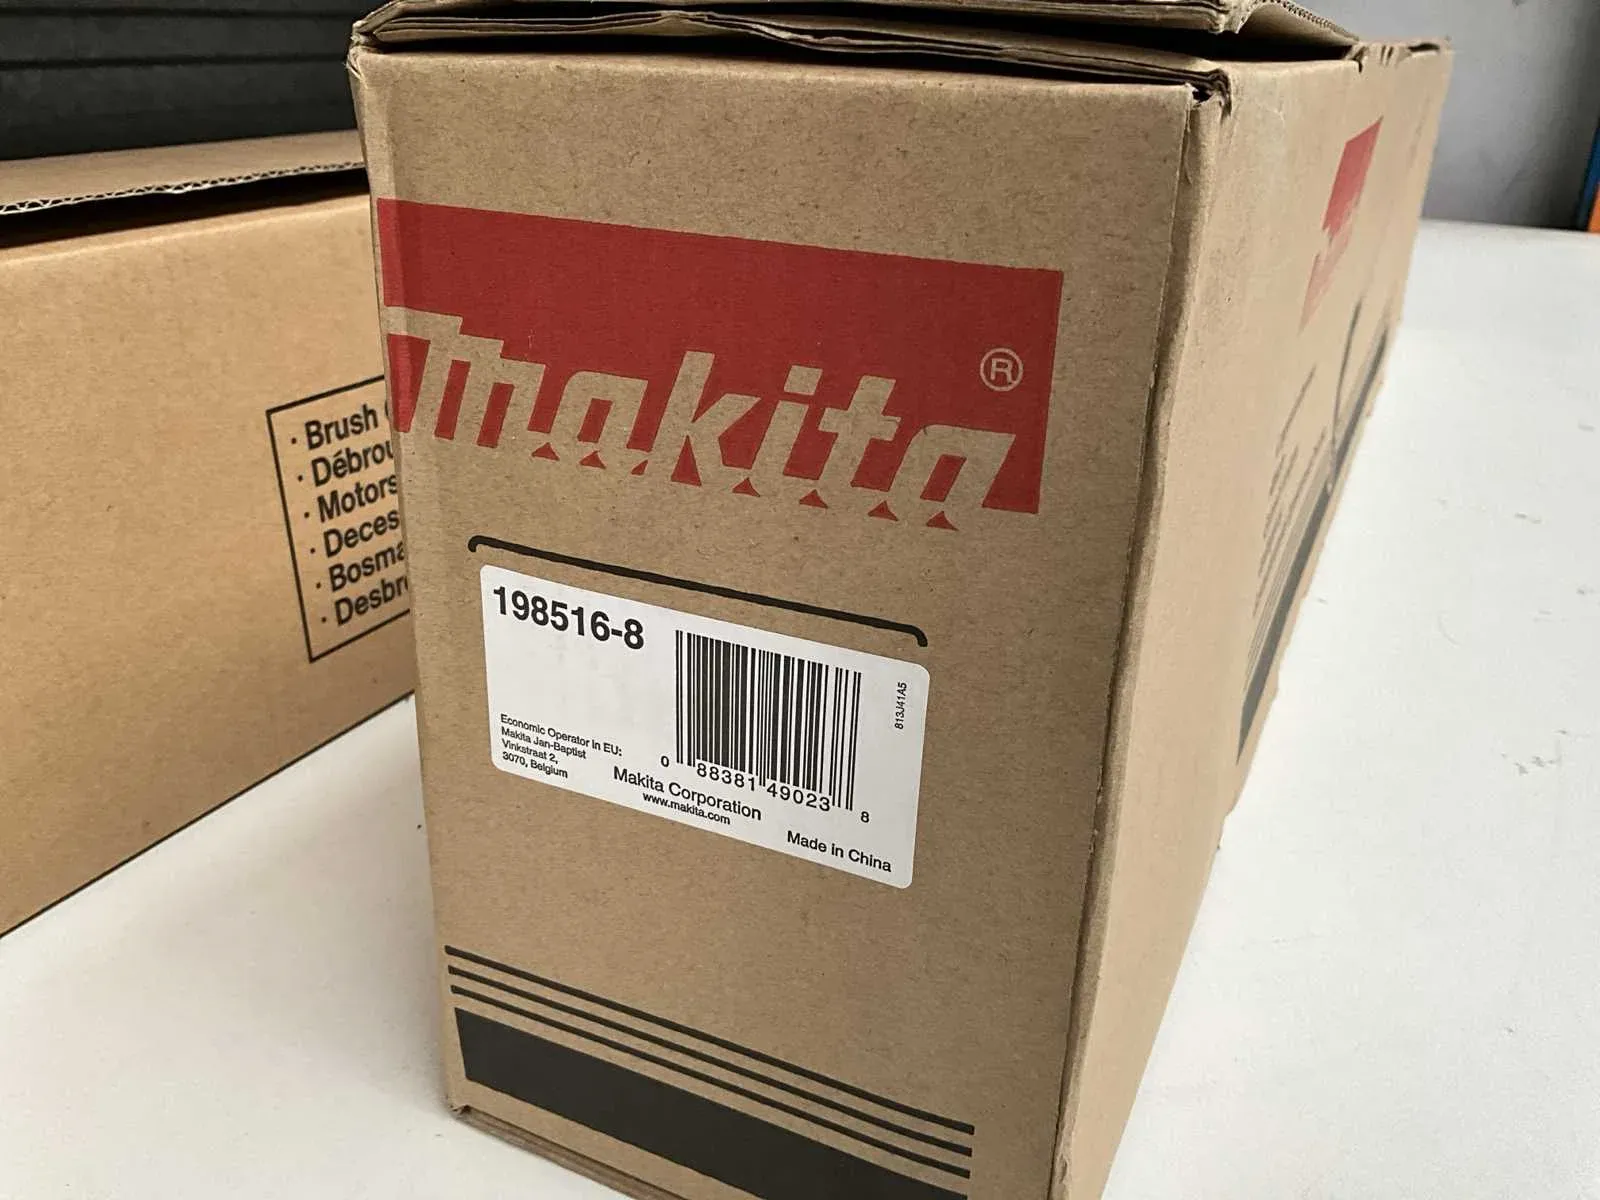 · Brush
· Débrou
· Motors
· Deces
· Bosma
· Desbr
makita®
198516-8
813J41A5
Economic Operator in EU:
Makita Jan-Baptist
Vinkstraat 2,
3070, Belgium
0 88381 49023 8
Makita Corporation
www.makita.com
Made in China